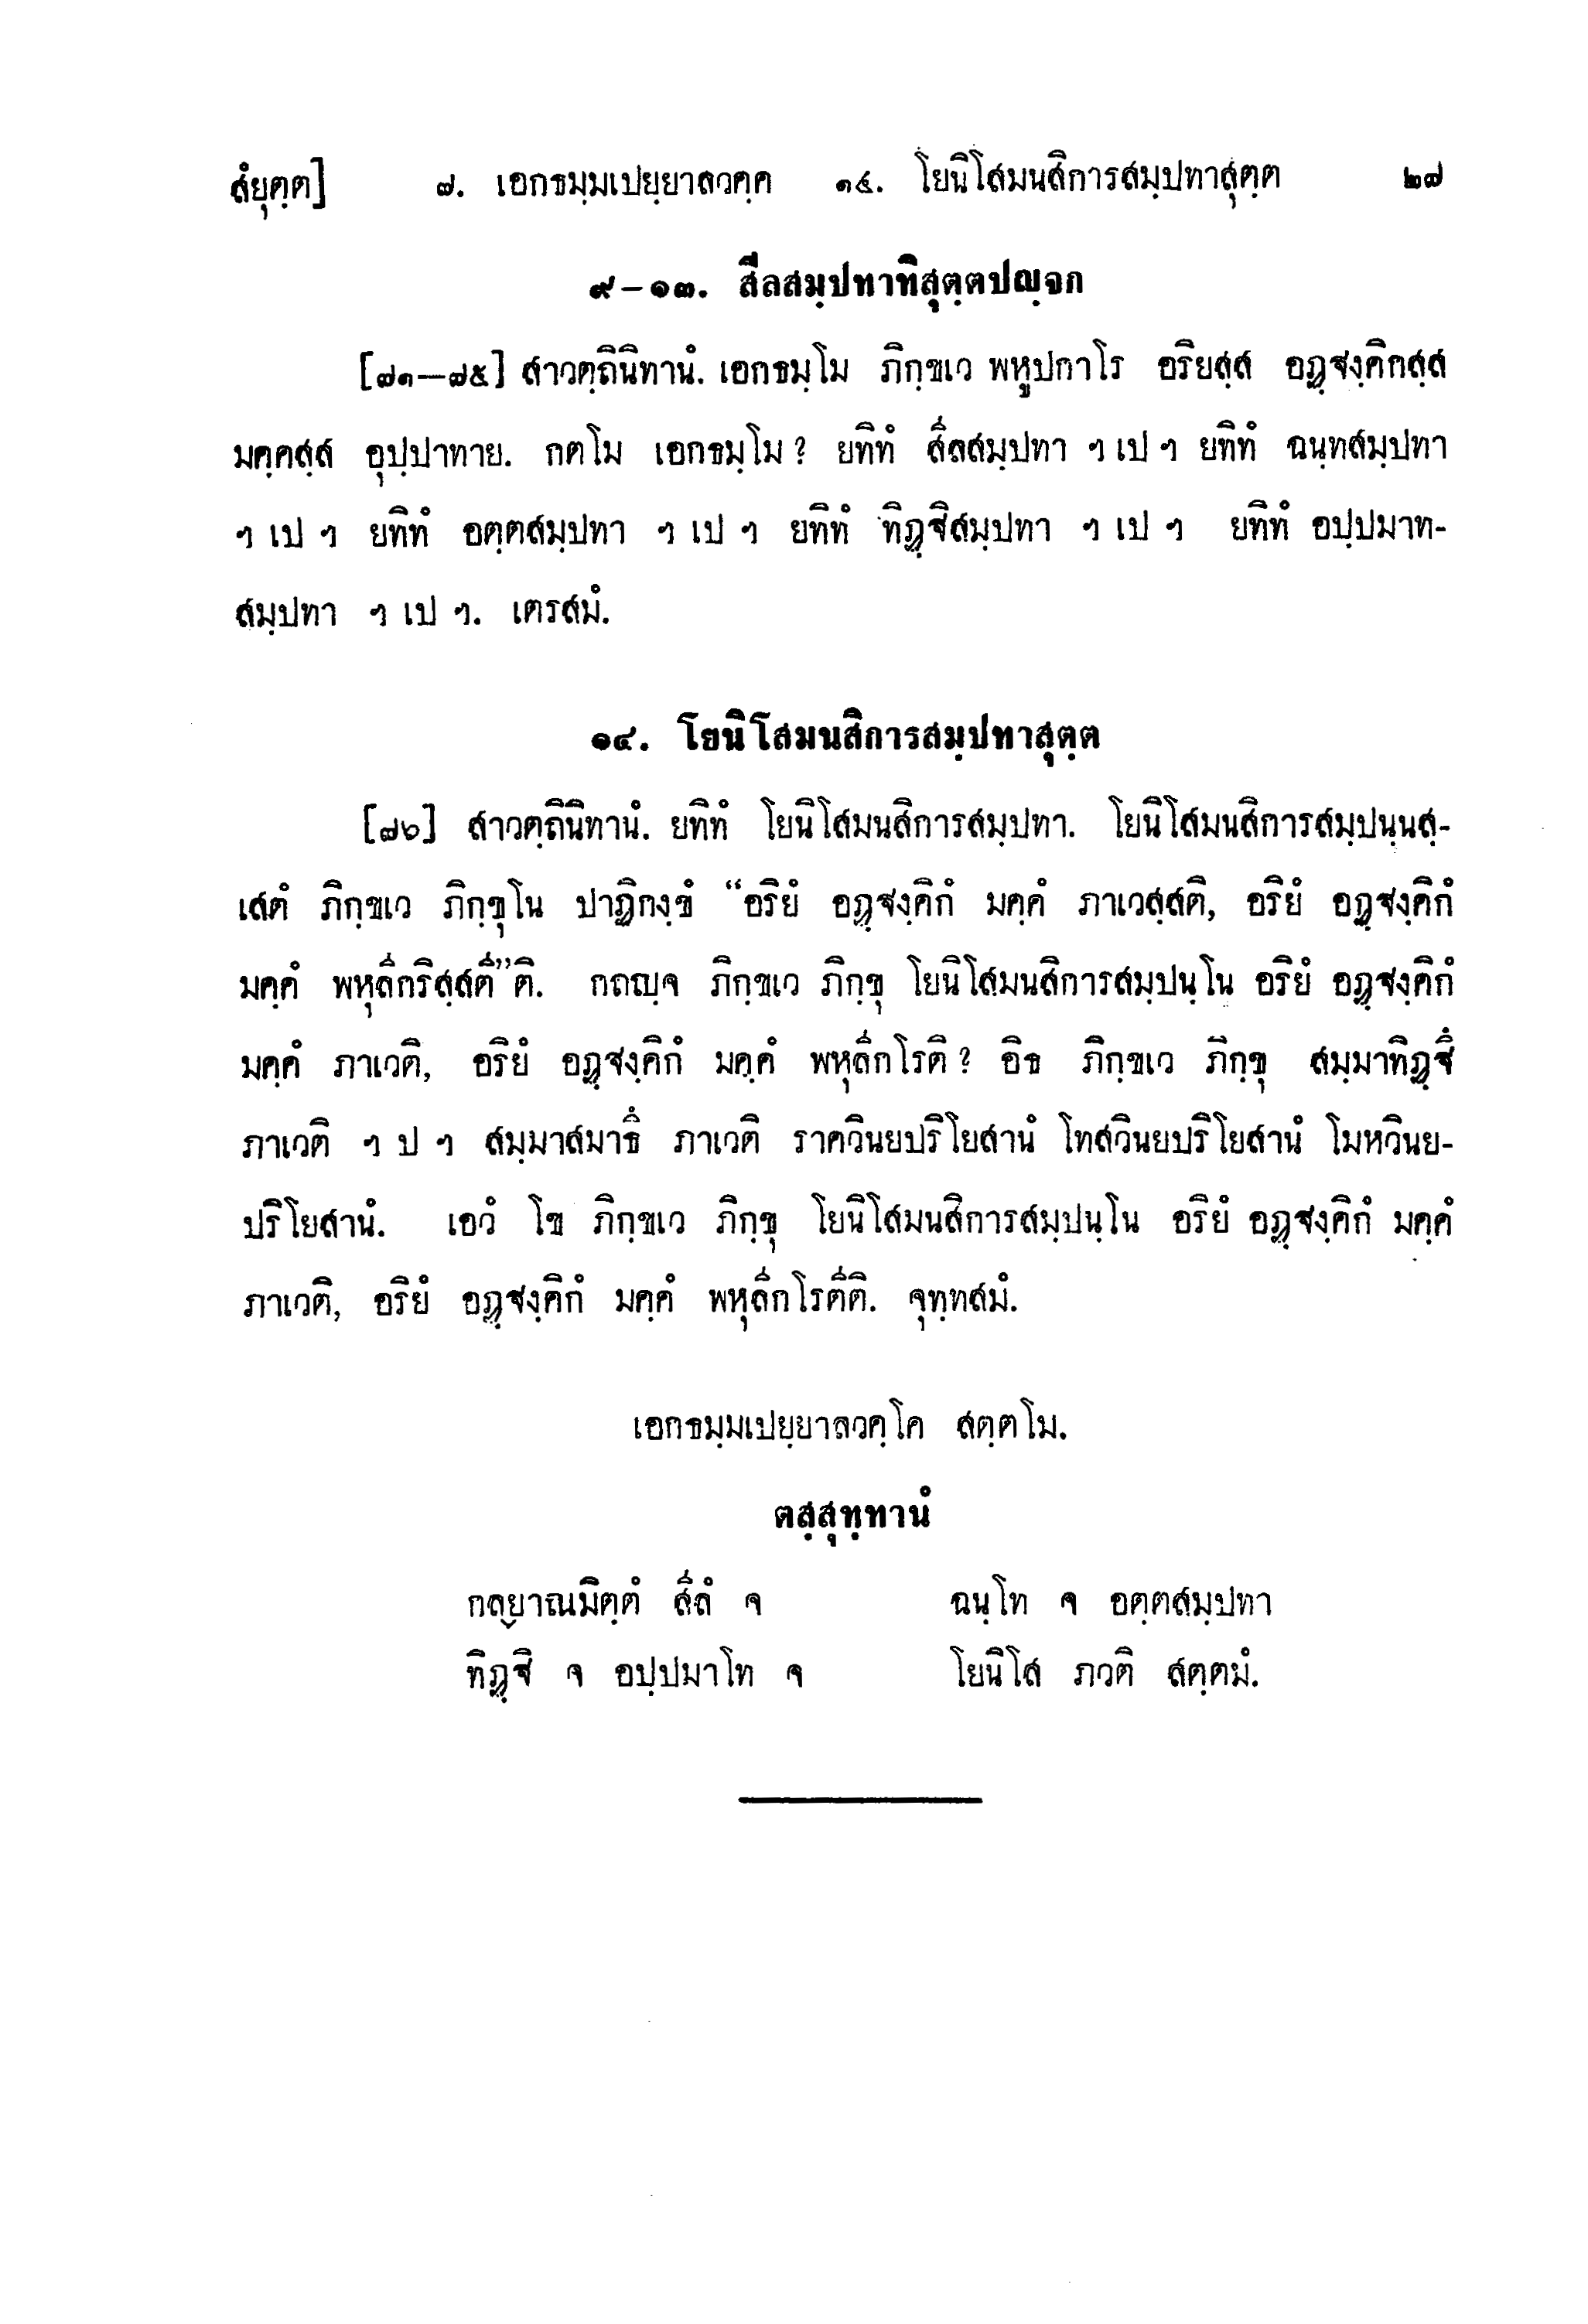 สํยุตฺต]	๗. เอกธมฺมเปยฺยาลวคฺค	๑๔. โยนิโสมนสิการสมฺปทาสุตฺต	๒๗
๙–๑๓. สีลสมฺปทาทิสุตฺตปญฺจก
[๗๑–๗๕] สาวตฺถินิทานํ. เอกธมฺโม ภิกฺขเว พหูปกาโร อริยสฺส อฏฺฐงฺคิกสฺส
มคฺคสฺส อุปฺปาทาย. กตโม เอกธมฺโม? ยทิทํ สีลสมฺปทา ฯ เป ฯ ยทิทํ ฉนฺทสมฺปทา
ฯ เป ฯ ยทิทํ อตฺตสมฺปทา ฯ เป ฯ ยทิทํ ทิฏฺฐิสมฺปทา ฯ เป ฯ ยทิทํ อปฺปมาท-
สมฺปทา ฯ เป ฯ. เตรสมํ.
๑๔. โยนิโสมนสิการสมฺปทาสุตฺต
[๗๖] สาวตฺถินิทานํ. ยทิทํ โยนิโสมนสิการสมฺปทา. โยนิโสมนสิการสมฺปนฺนสฺ-
เสตํ ภิกฺขเว ภิกฺขุโน ปาฏิกงฺขํ “อริยํ อฏฺฐงฺคิกํ มคฺคํ ภาเวสฺสติ, อริยํ อฏฺฐงฺคิกํ
มคฺคํ พหุลีกริสฺสตี”ติ. กถญฺจ ภิกฺขเว ภิกฺขุ โยนิโสมนสิการสมฺปนฺโน อริยํ อฏฺฐงฺคิกํ
มคฺคํ ภาเวติ, อริยํ อฏฺฐงฺคิกํ มคฺคํ พหุลีกโรติ? อิธ ภิกฺขเว ภิกฺขุ สมฺมาทิฏฺฐึ
ภาเวติ ฯ ป ฯ สมฺมาสมาธึ ภาเวติ ราควินยปริโยสานํ โทสวินยปริโยสานํ โมหวินย-
ปริโยสานํ. เอวํ โข ภิกฺขเว ภิกฺขุ โยนิโสมนสิการสมฺปนฺโน อริยํ อฏฺฐงฺคิกํ มคฺคํ
ภาเวติ, อริยํ อฏฺฐงฺคิกํ มคฺคํ พหุลีกโรตีติ. จุทฺทสมํ.
เอกธมฺมเปยฺยาลวคฺโค สตฺตโม.
ตสฺสุทฺทานํ
กลฺยาณมิตฺตํ สีลํ จ	ฉนฺโท จ อตฺตสมฺปทา
ทิฏฺฐิ จ อปฺปมาโท จ	โยนิโส ภวติ สตฺตมํ.